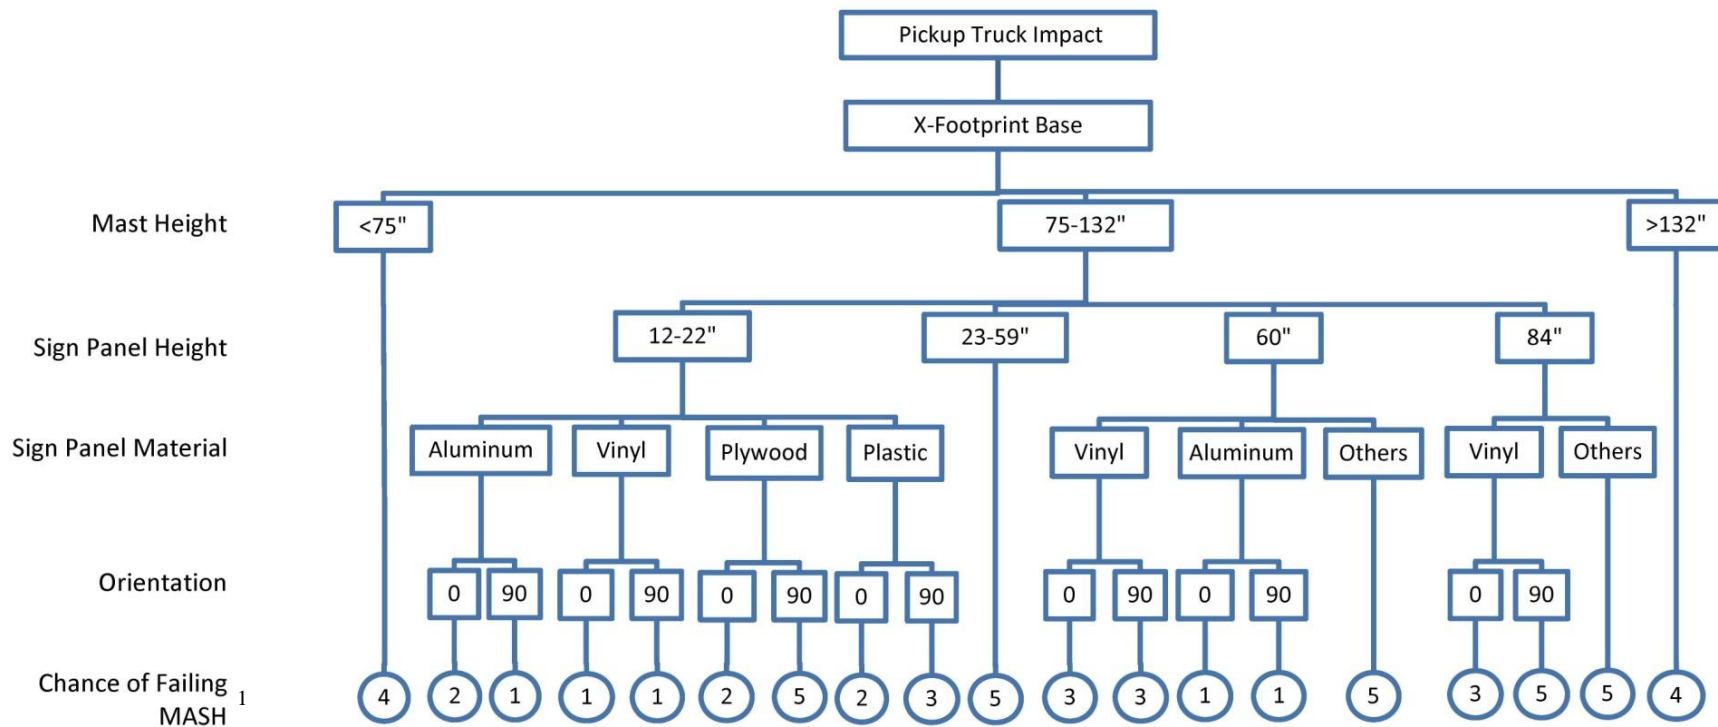 Pickup Truck Impact
X-Footprint Base
Mast Height <75" 75-132" >132"
Sign Panel Height 12-22" 23-59" 60" 84"
Sign Panel Material Aluminum Vinyl Plywood Plastic Vinyl Aluminum Others Vinyl Others
Orientation 0 90 0 90 0 90 0 90 0 90 0 90 0 90
Chance of Failing 1
MASH
4 2 1 1 1 2 5 2 3 5 3 3 1 1 5 3 5 5 4